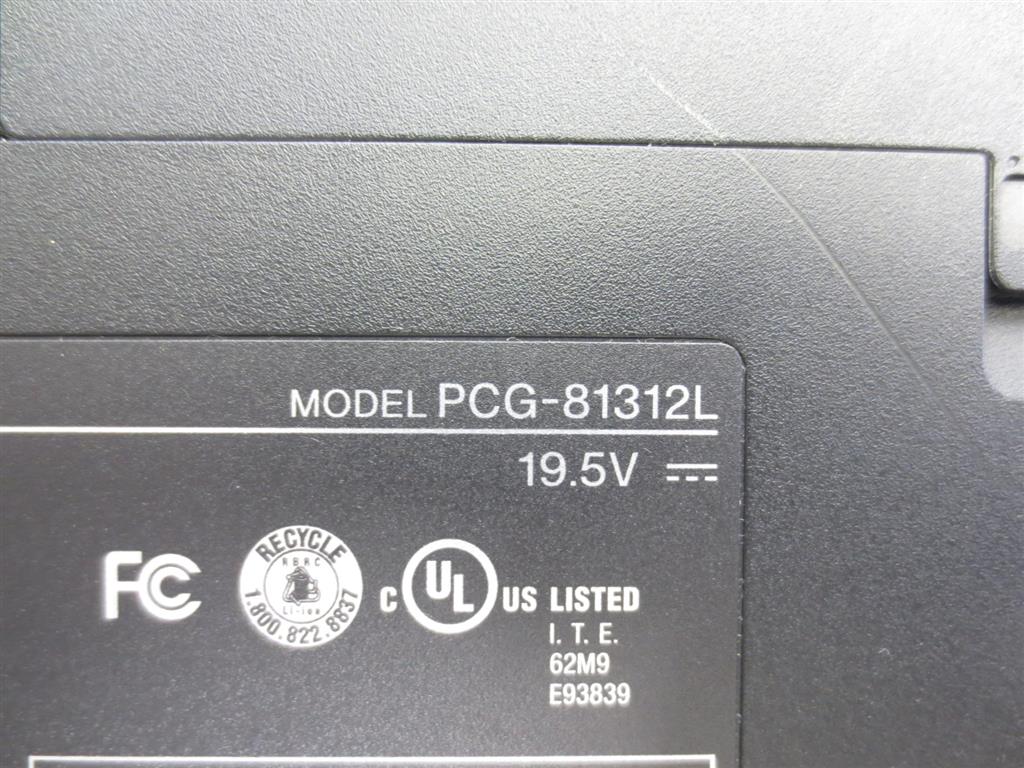 MODEL PCG-81312L
19.5V
FC
RECYCLE
RBRC
Li-ion
1.800.822.8837
C UL US LISTED
I. T. E.
62M9
E93839